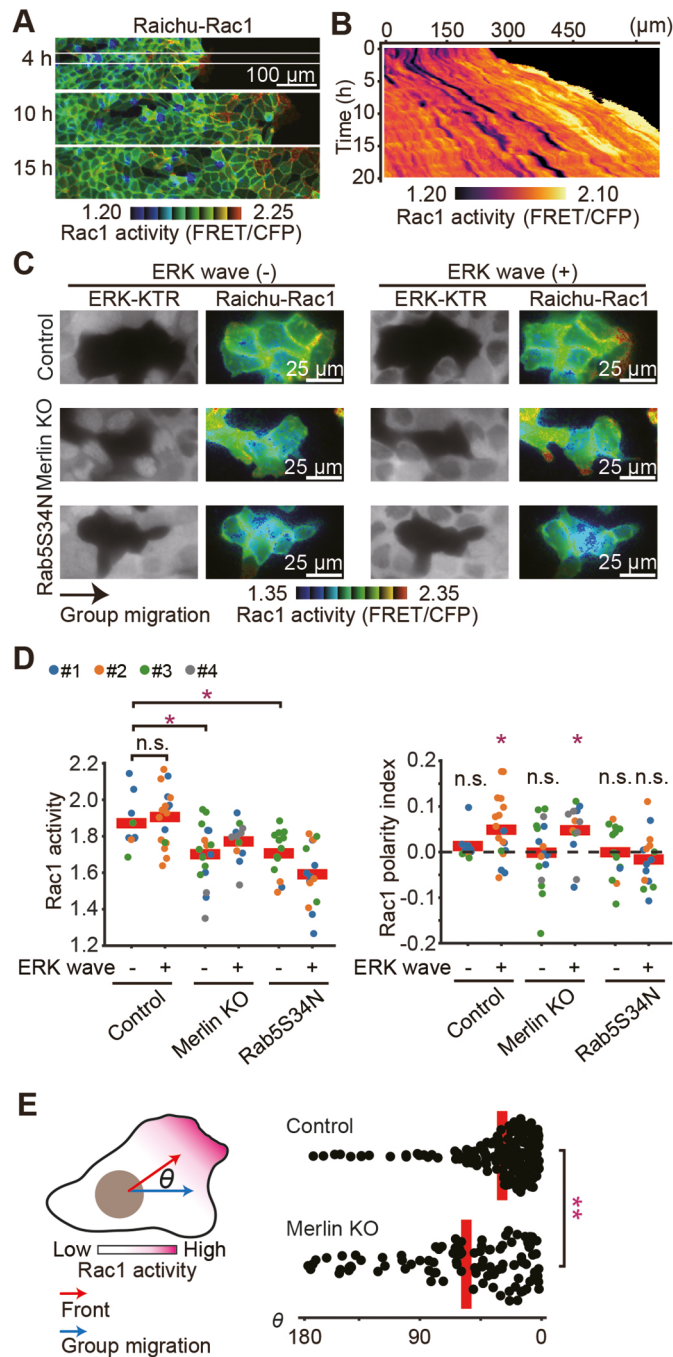 A
Raichu-Rac1
4 h
100 µm
10 h
15 h
1.20 2.25
Rac1 activity (FRET/CFP)
B
0 150 300 450 (µm)
Time (h)
0
5
10
15
20
1.20 2.10
Rac1 activity
(FRET/CFP)
C
ERK wave (-) ERK wave (+)
ERK-KTR Raichu-Rac1 ERK-KTR Raichu-Rac1
Control
25 µm 25 µm
Merlin KO
25 µm 25 µm
Rab5S34N
25 µm 25 µm
Group migration
1.35 2.35
Rac1 activity (FRET/CFP)
D
#1 #2 #3 #4
*
*
n.s.
Rac1 activity
2.2
2.0
1.8
1.6
1.4
1.2
ERK wave - + - + - +
Control Merlin KO Rab5S34N
* *
n.s. n.s. n.s. n.s.
Rac1 polarity index
0.2
0.1
0.0
-0.1
-0.2
ERK wave - + - + - +
Control Merlin KO Rab5S34N
E
θ
Low High
Rac1 activity
Front
Group migration
Control
Merlin KO
**
θ
180 90 0